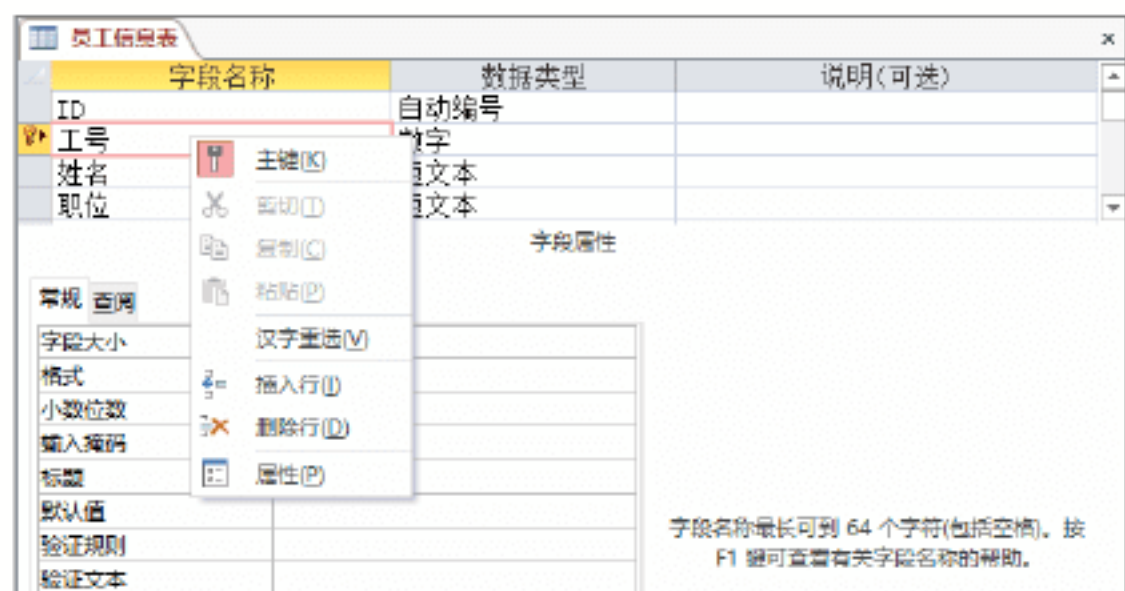 员工信息表
字段名称 数据类型 说明(可选)
ID 自动编号
工号 数字
姓名 短文本
职位 短文本
主键(K)
剪切(T)
复制(C)
粘贴(P)
汉字重选(V)
插入行(I)
删除行(D)
属性(P)
字段属性
常规 查阅
字段大小
格式
小数位数
输入掩码
标题
默认值
验证规则
验证文本
字段名称最长可到 64 个字符(包括空格)。按
F1 键可查看有关字段名称的帮助。